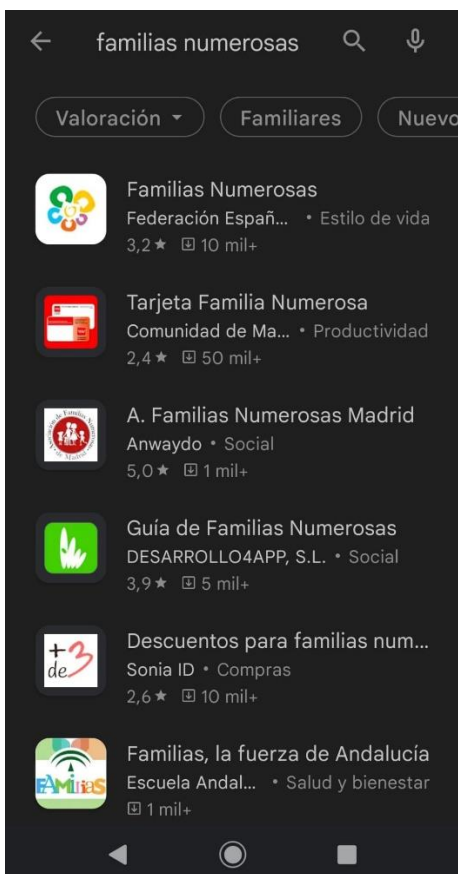 familias numerosas
Valoración
Familiares
Nuevo
Familias Numerosas
Federación Españ... • Estilo de vida
3,2★ 10 mil+
Tarjeta Familia Numerosa
Comunidad de Ma... • Productividad
2,4★ 50 mil+
A. Familias Numerosas Madrid
Anwaydo • Social
5,0★ 1 mil+
Guía de Familias Numerosas
DESARROLLO4APP, S.L. • Social
3,9★ 5 mil+
+ de 3
Descuentos para familias num...
Sonia ID • Compras
2,6★ 10 mil+
FAMILIAS
Familias, la fuerza de Andalucía
Escuela Andal... • Salud y bienestar
1 mil+